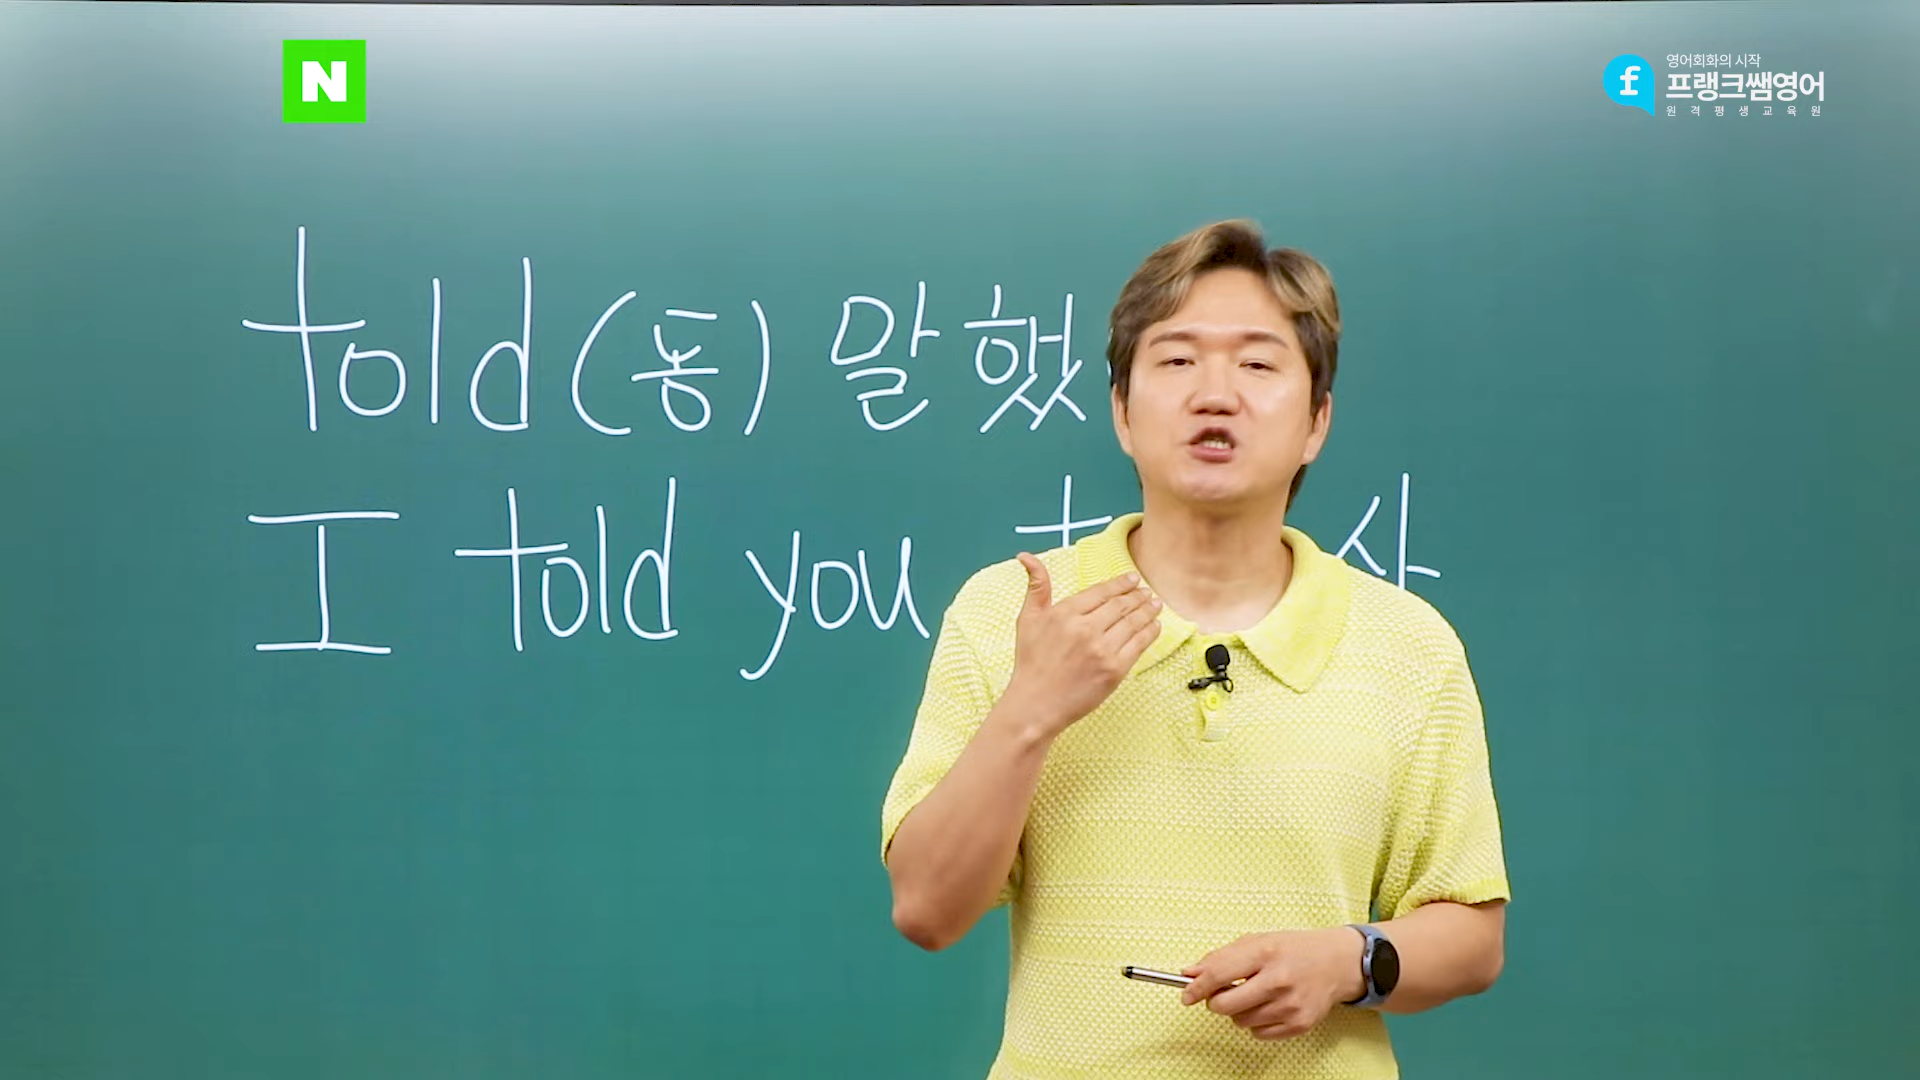 N
영어회화의 시작
프랭크쌤영어
원격평생교육원
told (동) 말했
I told you